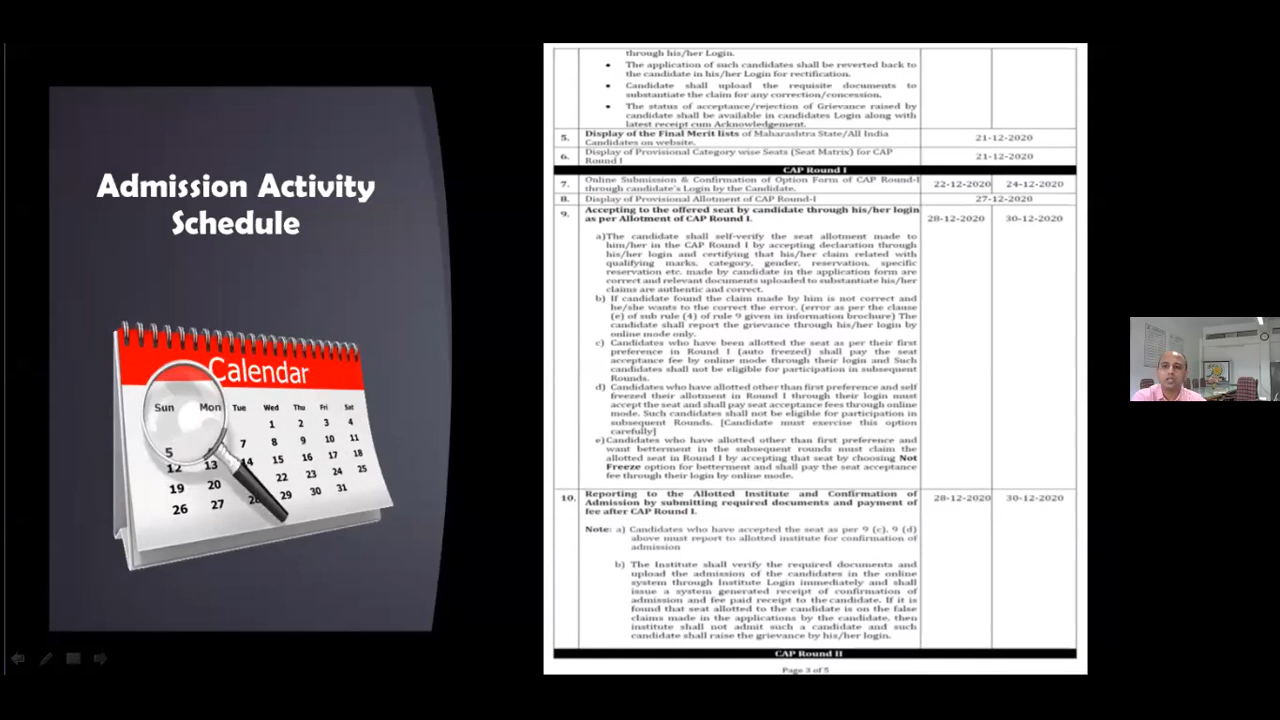 Admission Activity
Schedule
Calendar
Sun Mon Tue Wed Thu Fri Sat
1 2 3 4
5 7 8 9 10 11
12 13 14 15 16 17 18
19 20 22 23 24 25
26 27 28 29 30 31
through his/her Login.
• The application of such candidates shall be reverted back to
the candidate in his/her Login for rectification.
• Candidate shall upload the requisite documents to
substantiate the claim for any correction/concession.
• The status of acceptance/rejection of Grievance raised by
candidate shall be available in candidates Login along with
latest receipt cum Acknowledgement.
5. Display of the Final Merit lists of Maharashtra State/All India 21-12-2020
Candidates on website.
6. Display of Provisional Category wise Seats (Seat Matrix) for CAP 21-12-2020
Round I
CAP Round I
7. Online Submission & Confirmation of Option Form of CAP Round-I 22-12-2020 24-12-2020
through candidate's Login by the Candidate.
8. Display of Provisional Allotment of CAP Round-I 27-12-2020
9. Accepting to the offered seat by candidate through his/her login
as per Allotment of CAP Round I. 28-12-2020 30-12-2020
a)The candidate shall self-verify the seat allotment made to
him/her in the CAP Round I by accepting declaration through
his/her login and certifying that his/her claim related with
qualifying marks, category, gender, reservation, specific
reservation etc. made by candidate in the application form are
correct and relevant documents uploaded to substantiate his/her
claims are authentic and correct.
b) If candidate found the claim made by him is not correct and
he/she wants to the correct the error. (error as per the clause
(e) of sub rule (4) of rule 9 given in information brochure) The
candidate shall report the grievance through his/her login by
online mode only.
c) Candidates who have been allotted the seat as per their first
preference in Round I (auto freezed) shall pay the seat
acceptance fee by online mode through their login and Such
candidates shall not be eligible for participation in subsequent
Rounds.
d) Candidates who have allotted other than first preference and self
freezed their allotment in Round I through their login must
accept the seat and shall pay seat acceptance fees through online
mode. Such candidates shall not be eligible for participation in
subsequent Rounds. [Candidate must exercise this option
carefully]
e)Candidates who have allotted other than first preference and
want betterment in the subsequent rounds must claim the
allotted seat in Round I by accepting that seat by choosing Not
Freeze option for betterment and shall pay the seat acceptance
fee through their login by online mode.
10. Reporting to the Allotted Institute and Confirmation of 28-12-2020 30-12-2020
Admission by submitting required documents and payment of
fee after CAP Round I.
Note: a) Candidates who have accepted the seat as per 9 (c), 9 (d)
above must report to allotted institute for confirmation of
admission
b) The Institute shall verify the required documents and
upload the admission of the candidates in the online
system through Institute Login immediately and shall
issue a system generated receipt of confirmation of
admission and fee paid receipt to the candidate. If it is
found that seat allotted to the candidate is on the false
claims made in the applications by the candidate, then
institute shall not admit such a candidate and such
candidate shall raise the grievance by his/her login.
CAP Round II
Page 3 of 5